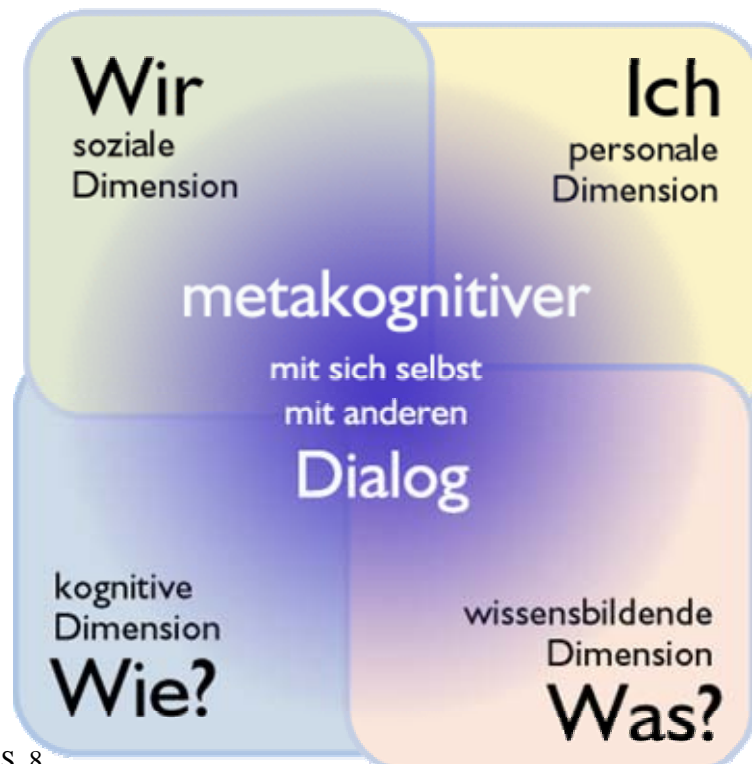 Wir
soziale
Dimension
Ich
personale
Dimension
metakognitiver
mit sich selbst
mit anderen
Dialog
kognitive
Dimension
Wie?
wissensbildende
Dimension
Was?
S. 8